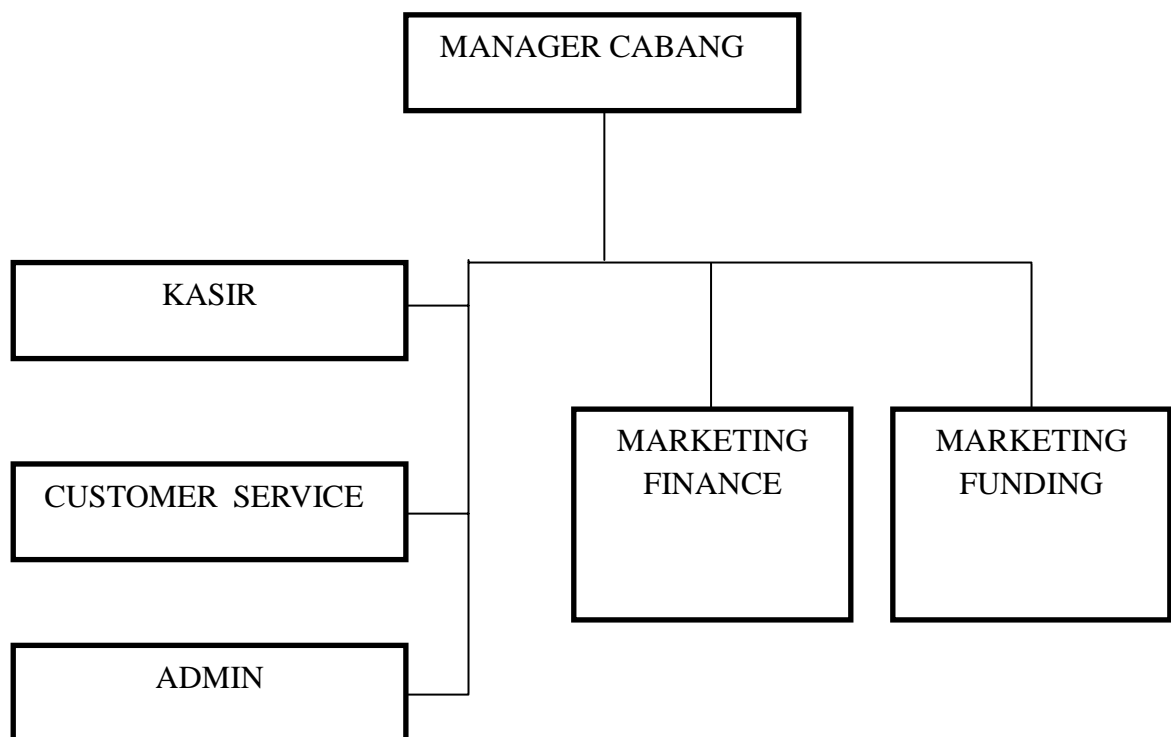 MANAGER CABANG
KASIR
CUSTOMER SERVICE
ADMIN
MARKETING
FINANCE
MARKETING
FUNDING